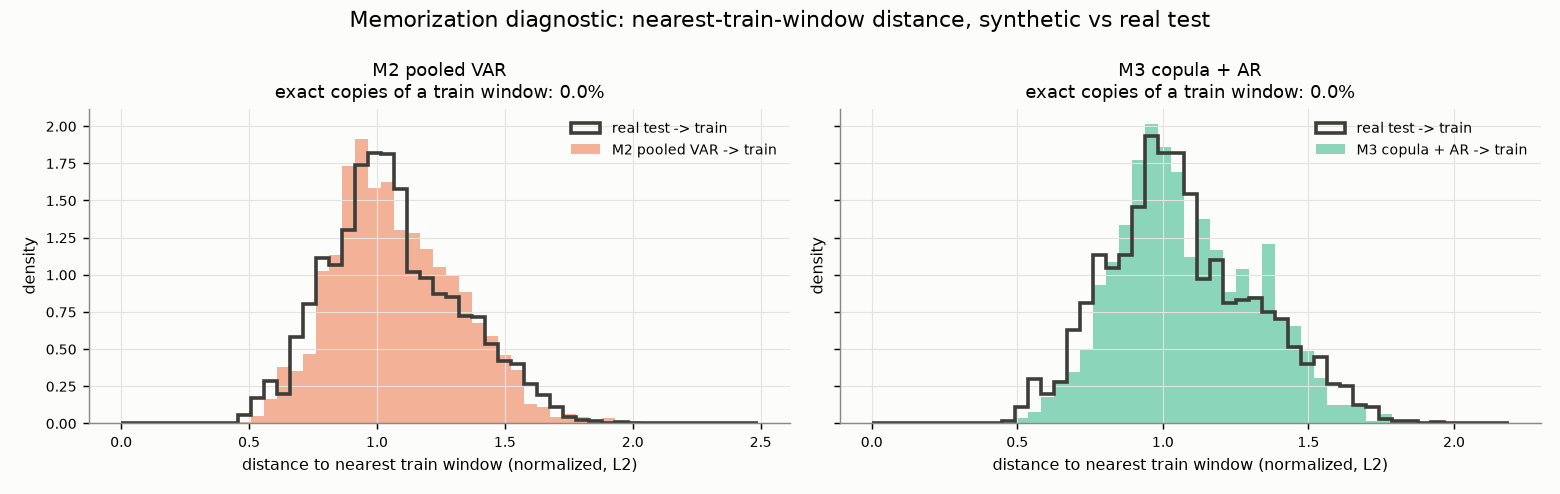 Memorization diagnostic: nearest-train-window distance, synthetic vs real test
M2 pooled VAR
exact copies of a train window: 0.0%
real test -> train
M2 pooled VAR -> train
2.00
1.75
1.50
1.25
1.00
0.75
0.50
0.25
0.00
density
0.0
0.5
1.0
1.5
2.0
2.5
distance to nearest train window (normalized, L2)
M3 copula + AR
exact copies of a train window: 0.0%
real test -> train
M3 copula + AR -> train
density
0.0
0.5
1.0
1.5
2.0
distance to nearest train window (normalized, L2)